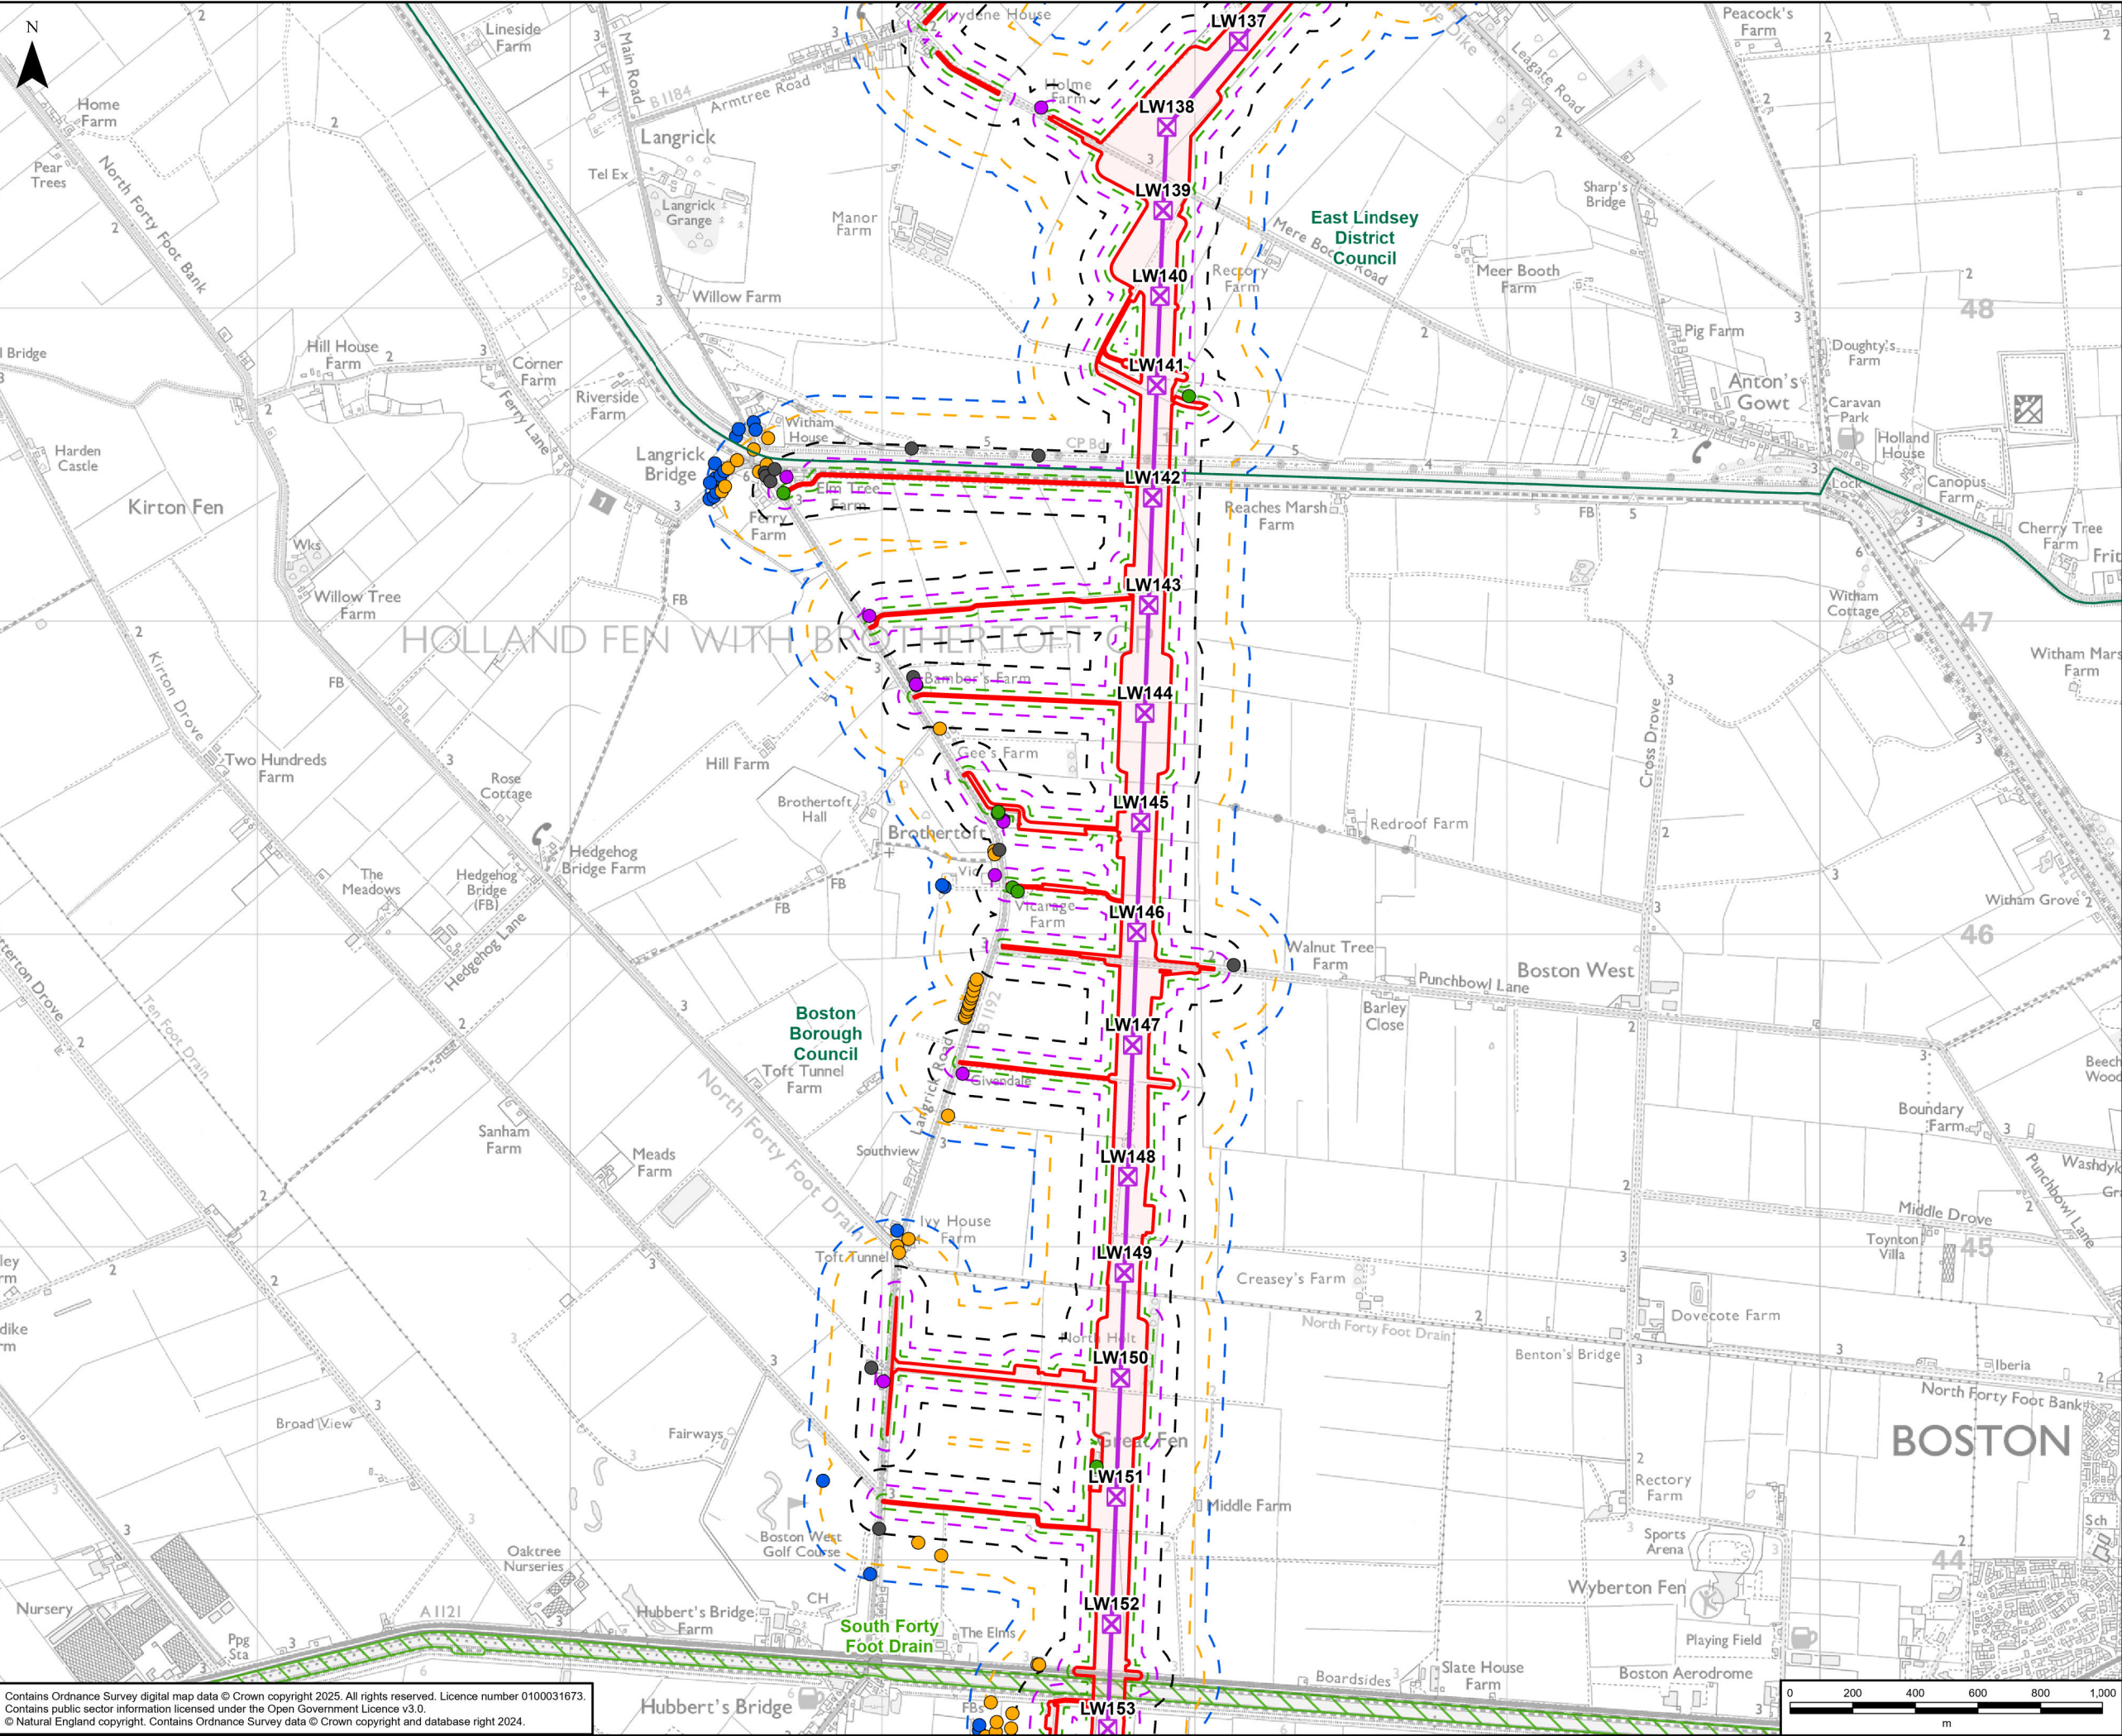 N
Lineside
Farm
Main Road
3
2
Ivydene House
LW137
Leagate Road
Peacock's
Farm
Home
Farm
B 1184
Armtree Road
Holme
Farm
LW138
Langrick
Pear
Trees
North Forty Foot Bank
Tel Ex
Langrick
Grange
Manor
Farm
LW139
Sharp's
Bridge
East Lindsey
District
Council
Mere Booth Road
Rectory
Farm
Meer Booth
Farm
LW140
Willow Farm
48
Pig Farm
Doughty's
Farm
Hill House
Farm
Corner
Farm
Riverside
Farm
Ferry Lane
LW141
Anton's
Gowt
Caravan
Park
Holland
House
Harden
Castle
Witham
House
CP Bdy
Langrick
Bridge
LW142
Lock
Canopus
Farm
Kirton Fen
1
Elm Tree
Farm
Ferry
Farm
Reaches Marsh
Farm
FB
Cherry Tree
Farm
Wks
Willow Tree
Farm
FB
LW143
Witham
Cottage
47
HOLLAND FEN WITH BROTHERTOFT CP
Kirton Drove
FB
Bamber's Farm
LW144
Cross Drove
Two Hundreds
Farm
Hill Farm
Gee's Farm
Rose
Cottage
Brothertoft
Hall
LW145
Redroof Farm
Brothertoft
Hedgehog
Bridge Farm
The
Meadows
Hedgehog
Bridge
(FB)
FB
FB
Vicarage
Farm
LW146
Witham Grove
Hedgehog Lane
46
Walnut Tree
Farm
Boston West
Punchbowl Lane
Barley
Close
Ten Foot Drain
B 1192
Boston
Borough
Council
LW147
Toft Tunnel
Farm
Langrick Road
Givendale
North Forty Foot Drain
Boundary
Farm
Sanham
Farm
Meads
Farm
Southview
LW148
Punchbowl Lane
Middle Drove
Toynton
Villa
45
Ivy House
Farm
Toft Tunnel
LW149
Creasey's Farm
Dovecote Farm
North Forty Foot Drain
North Holt
LW150
Benton's Bridge
Iberia
North Forty Foot Bank
Broad View
Fairways
Great Fen
BOSTON
LW151
Rectory
Farm
Middle Farm
Boston West
Golf Course
Sports
Arena
Sch
Oaktree
Nurseries
44
Wyberton Fen
CH
LW152
Nursery
A 1121
Hubbert's Bridge
Farm
South Forty
Foot Drain
The Elms
Ppg
Sta
Playing Field
Boardsides
Slate House
Farm
Boston Aerodrome
Hubbert's Bridge
FBs
LW153
Contains Ordnance Survey digital map data © Crown copyright 2025. All rights reserved. Licence number 0100031673.
Contains public sector information licensed under the Open Government Licence v3.0.
© Natural England copyright. Contains Ordnance Survey data © Crown copyright and database right 2024.
0 200 400 600 800 1,000
m